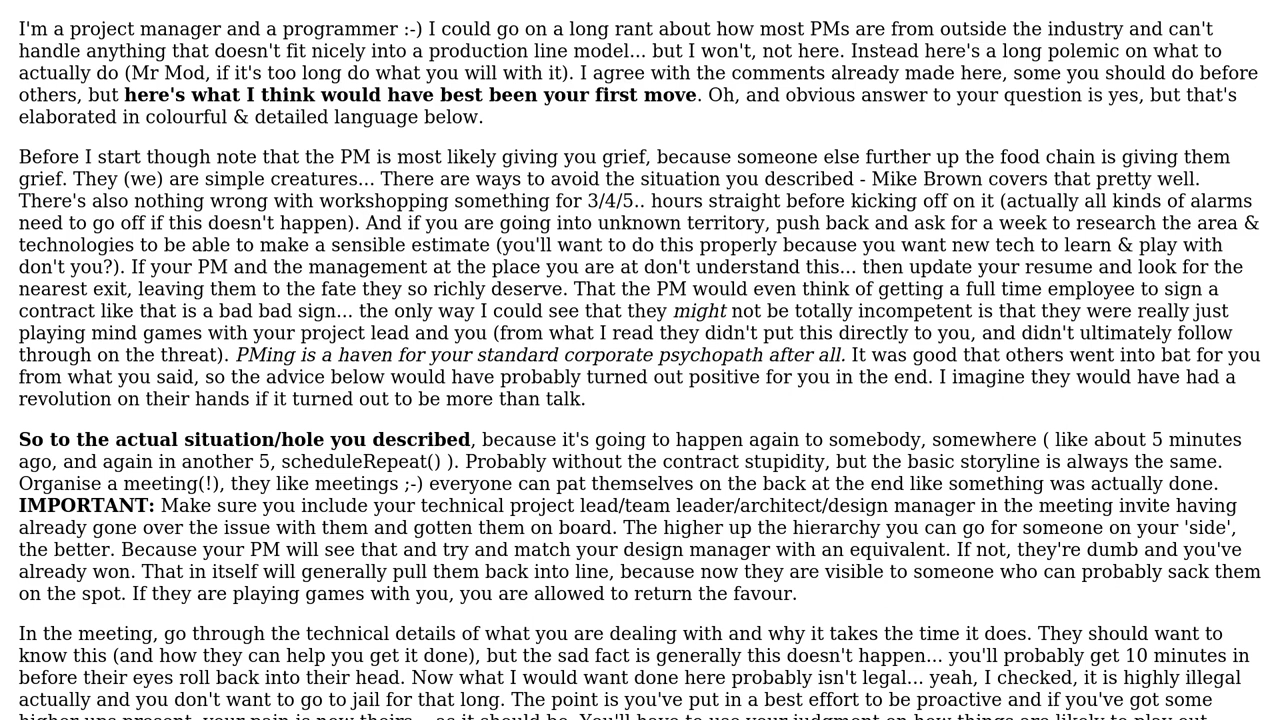 I'm a project manager and a programmer :-) I could go on a long rant about how most PMs are from outside the industry and can't
handle anything that doesn't fit nicely into a production line model... but I won't, not here. Instead here's a long polemic on what to
actually do (Mr Mod, if it's too long do what you will with it). I agree with the comments already made here, some you should do before
others, but here's what I think would have best been your first move. Oh, and obvious answer to your question is yes, but that's
elaborated in colourful & detailed language below.
Before I start though note that the PM is most likely giving you grief, because someone else further up the food chain is giving them
grief. They (we) are simple creatures... There are ways to avoid the situation you described - Mike Brown covers that pretty well.
There's also nothing wrong with workshopping something for 3/4/5.. hours straight before kicking off on it (actually all kinds of alarms
need to go off if this doesn't happen). And if you are going into unknown territory, push back and ask for a week to research the area &
technologies to be able to make a sensible estimate (you'll want to do this properly because you want new tech to learn & play with
don't you?). If your PM and the management at the place you are at don't understand this... then update your resume and look for the
nearest exit, leaving them to the fate they so richly deserve. That the PM would even think of getting a full time employee to sign a
contract like that is a bad bad sign... the only way I could see that they might not be totally incompetent is that they were really just
playing mind games with your project lead and you (from what I read they didn't put this directly to you, and didn't ultimately follow
through on the threat). PMing is a haven for your standard corporate psychopath after all. It was good that others went into bat for you
from what you said, so the advice below would have probably turned out positive for you in the end. I imagine they would have had a
revolution on their hands if it turned out to be more than talk.
So to the actual situation/hole you described, because it's going to happen again to somebody, somewhere ( like about 5 minutes
ago, and again in another 5, scheduleRepeat() ). Probably without the contract stupidity, but the basic storyline is always the same.
Organise a meeting(!), they like meetings ;-) everyone can pat themselves on the back at the end like something was actually done.
IMPORTANT: Make sure you include your technical project lead/team leader/architect/design manager in the meeting invite having
already gone over the issue with them and gotten them on board. The higher up the hierarchy you can go for someone on your 'side',
the better. Because your PM will see that and try and match your design manager with an equivalent. If not, they're dumb and you've
already won. That in itself will generally pull them back into line, because now they are visible to someone who can probably sack them
on the spot. If they are playing games with you, you are allowed to return the favour.
In the meeting, go through the technical details of what you are dealing with and why it takes the time it does. They should want to
know this (and how they can help you get it done), but the sad fact is generally this doesn't happen... you'll probably get 10 minutes in
before their eyes roll back into their head. Now what I would want done here probably isn't legal... yeah, I checked, it is highly illegal
actually and you don't want to go to jail for that long. The point is you've put in a best effort to be proactive and if you've got some
higher ups present, your pain is now theirs... as it should be. You'll have to use your judgment on how things are likely to play out